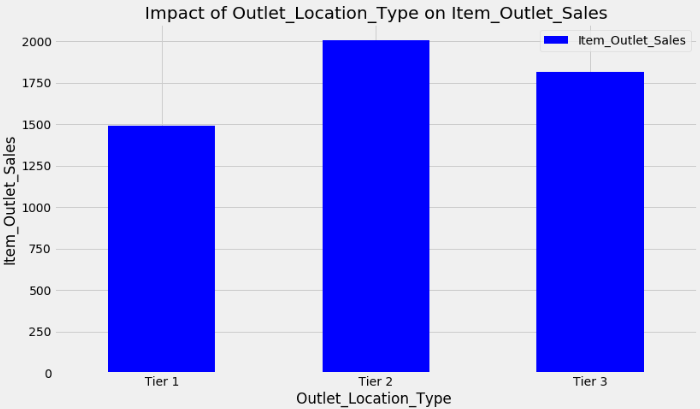 Impact of Outlet_Location_Type on Item_Outlet_Sales
Item_Outlet_Sales
2000
1750
1500
1250
1000
750
500
250
0
Item_Outlet_Sales
Tier 1
Tier 2
Tier 3
Outlet_Location_Type